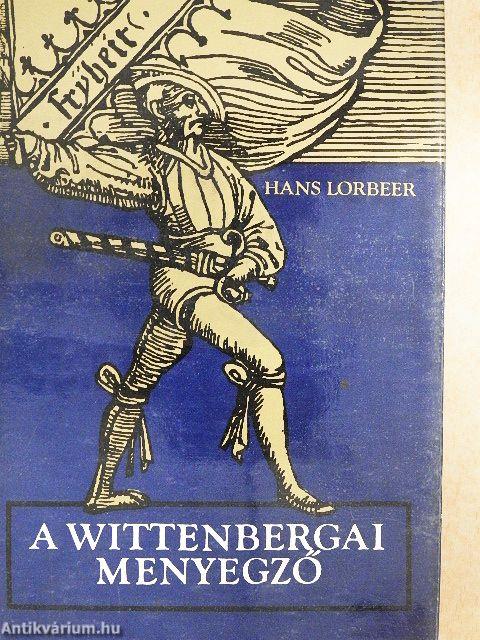 · Fryheit ·
HANS LORBEER
A WITTENBERGAI
MENYEGZŐ
Antikvárium.hu